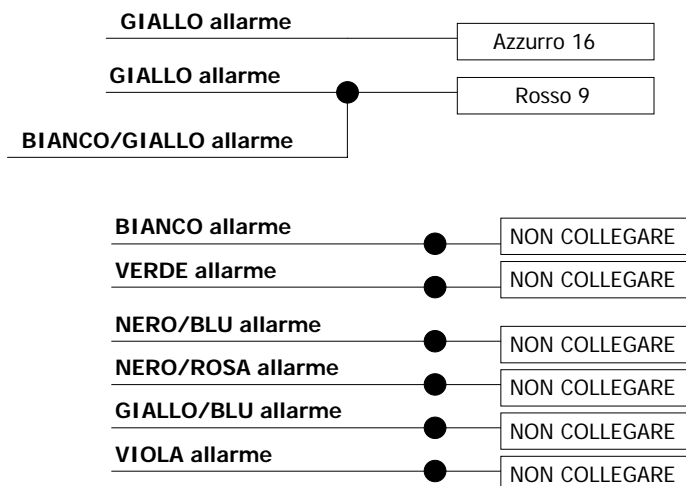 GIALLO allarme
Azzurro 16
GIALLO allarme
Rosso 9
BIANCO/GIALLO allarme
BIANCO allarme
NON COLLEGARE
VERDE allarme
NON COLLEGARE
NERO/BLU allarme
NON COLLEGARE
NERO/ROSA allarme
NON COLLEGARE
GIALLO/BLU allarme
NON COLLEGARE
VIOLA allarme
NON COLLEGARE